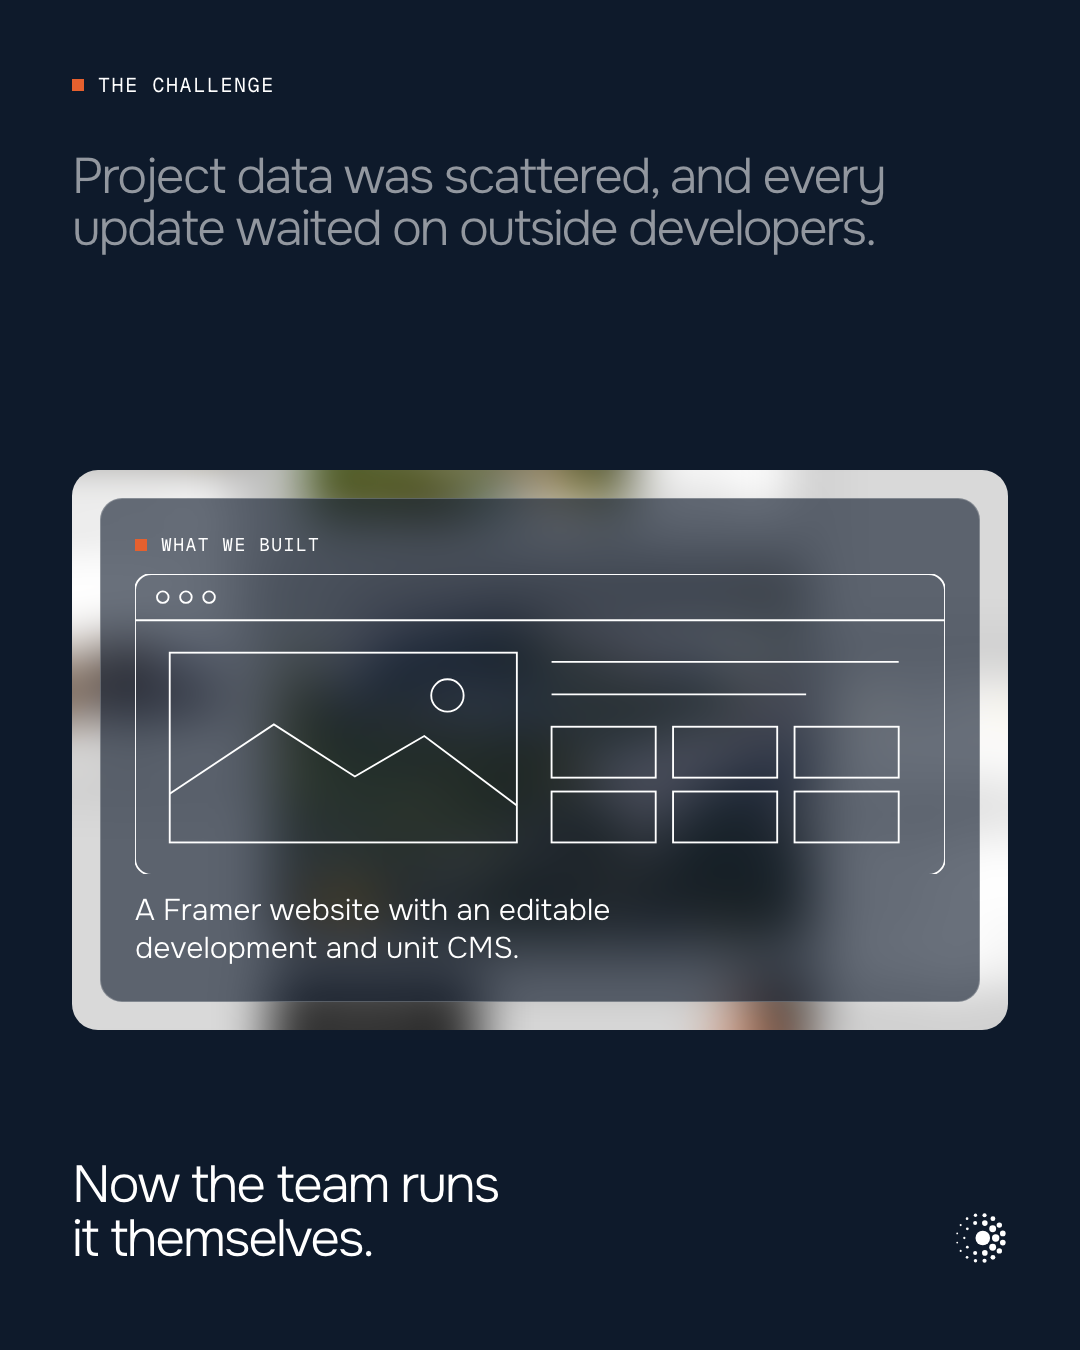 THE CHALLENGE
Project data was scattered, and every
update waited on outside developers.
WHAT WE BUILT
A Framer website with an editable
development and unit CMS.
Now the team runs
it themselves.